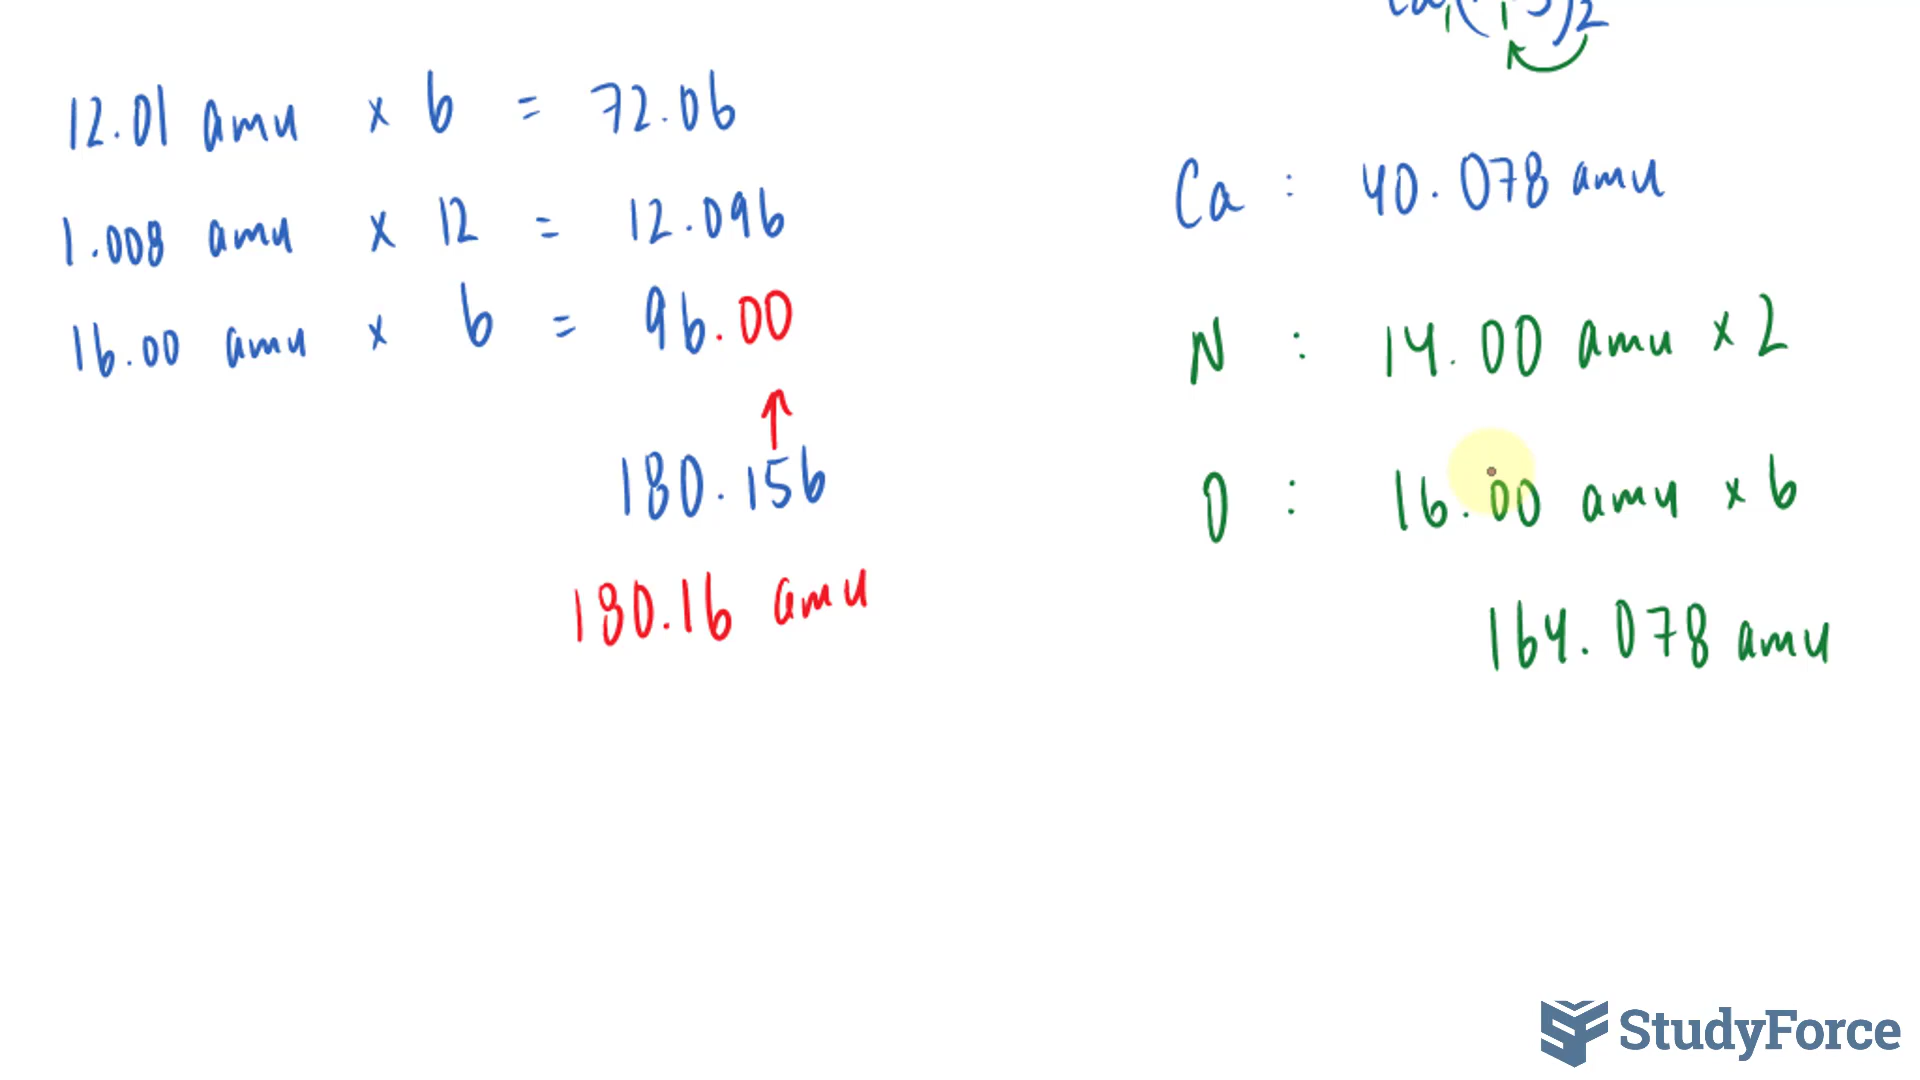 12.01 amu x 6 = 72.06
1.008 amu x 12 = 12.096
16.00 amu x 6 = 96.00
180.156
180.16 amu
Ca : 40.078 amu
N : 14.00 amu x 2
O : 16.00 amu x 6
164.078 amu
StudyForce